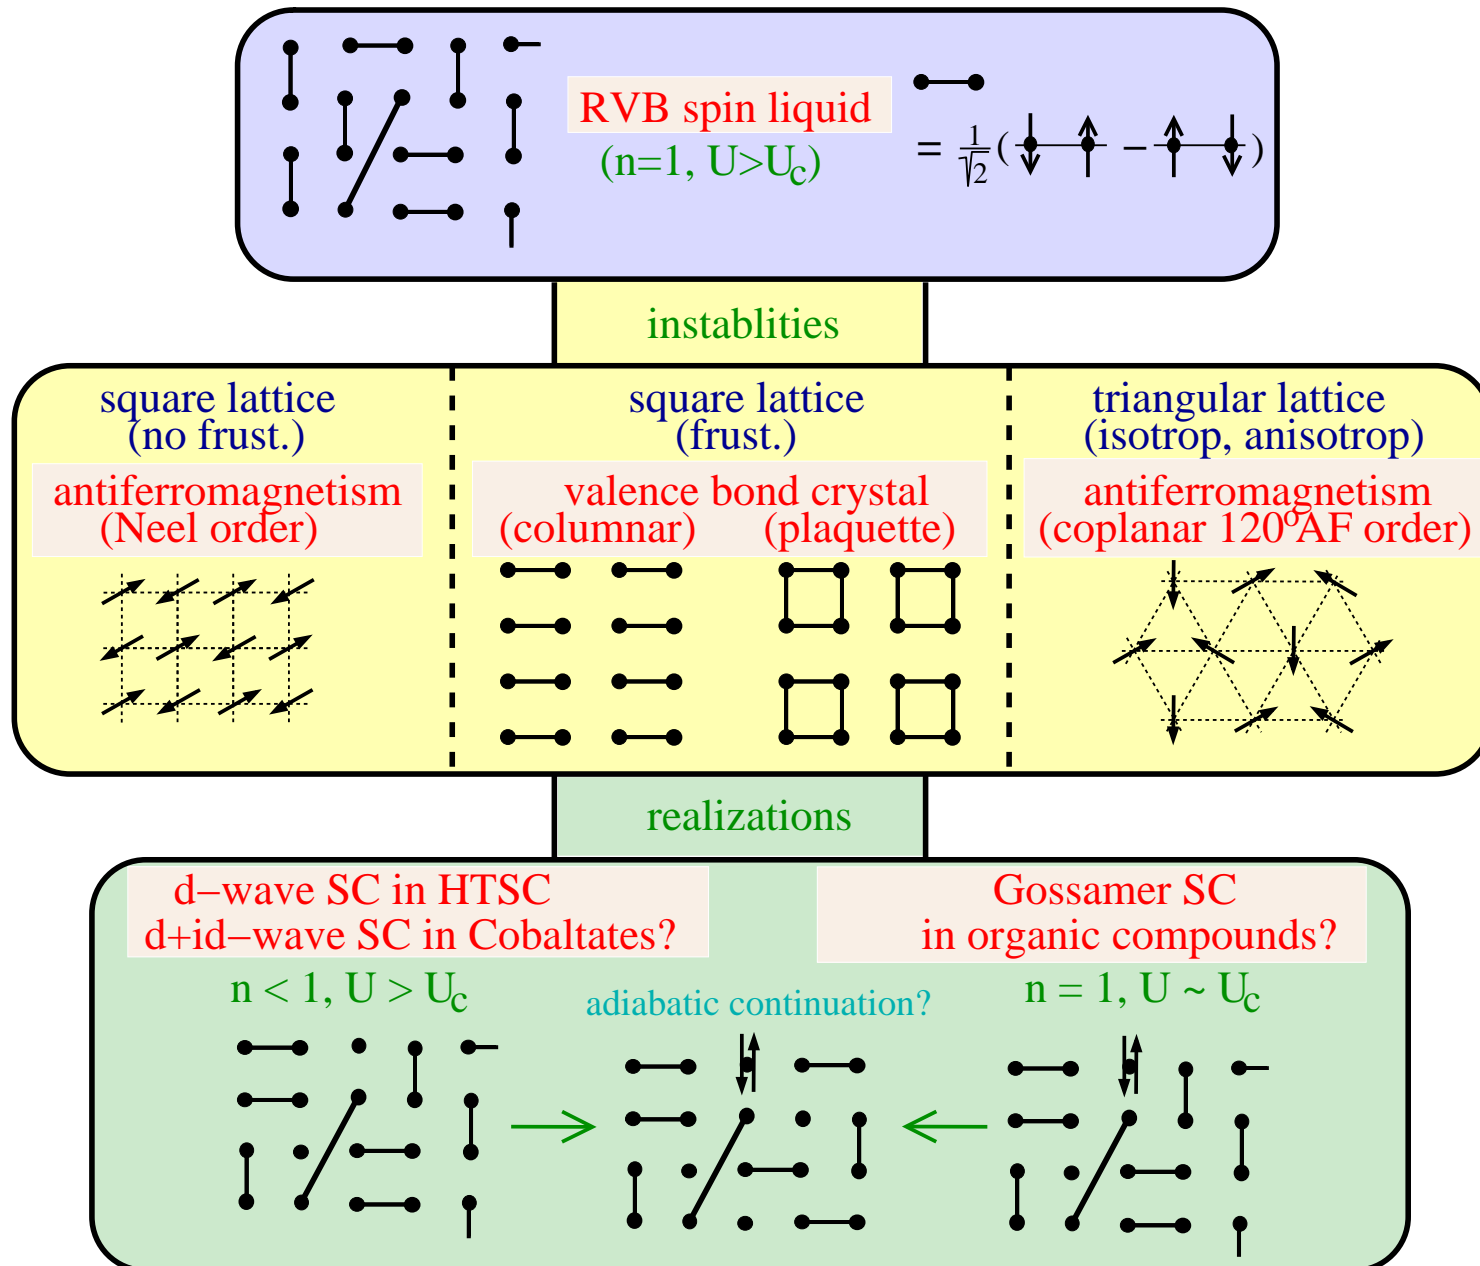 RVB spin liquid
(n=1, U>Uc)
= 1/√2 ( − )
instablities
square lattice
(no frust.)
antiferromagnetism
(Neel order)
square lattice
(frust.)
valence bond crystal
(columnar) (plaquette)
triangular lattice
(isotrop, anisotrop)
antiferromagnetism
(coplanar 120°AF order)
realizations
d−wave SC in HTSC
d+id−wave SC in Cobaltates?
n < 1, U > Uc
adiabatic continuation?
Gossamer SC
in organic compounds?
n = 1, U ~ Uc